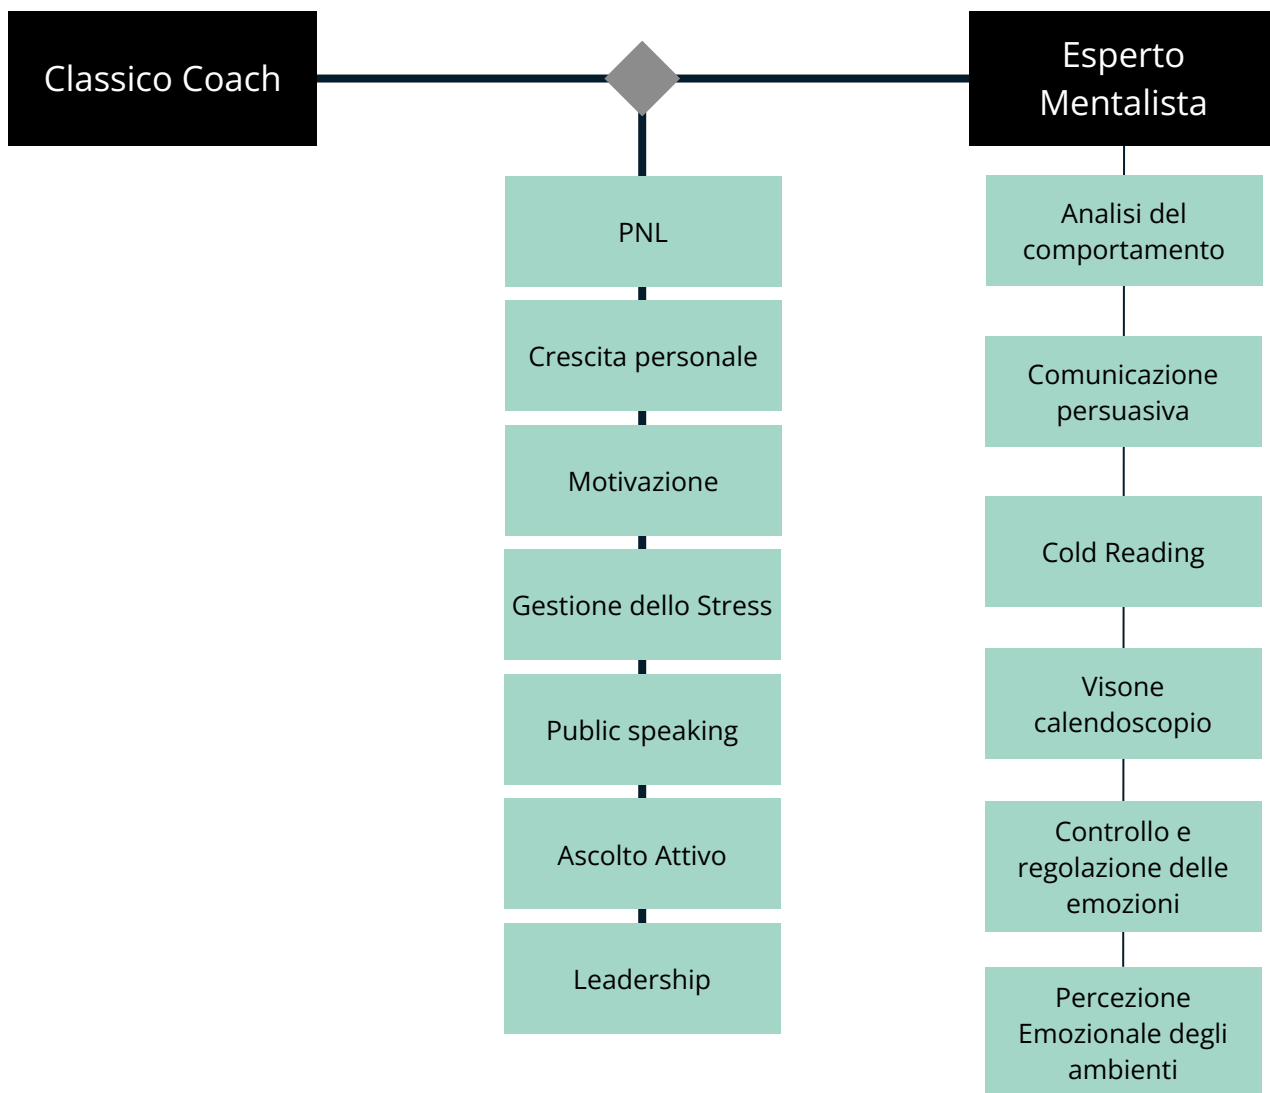 Classico Coach
Esperto
Mentalista
PNL
Crescita personale
Motivazione
Gestione dello Stress
Public speaking
Ascolto Attivo
Leadership
Analisi del
comportamento
Comunicazione
persuasiva
Cold Reading
Visone
calendoscopio
Controllo e
regolazione delle
emozioni
Percezione
Emozionale degli
ambienti